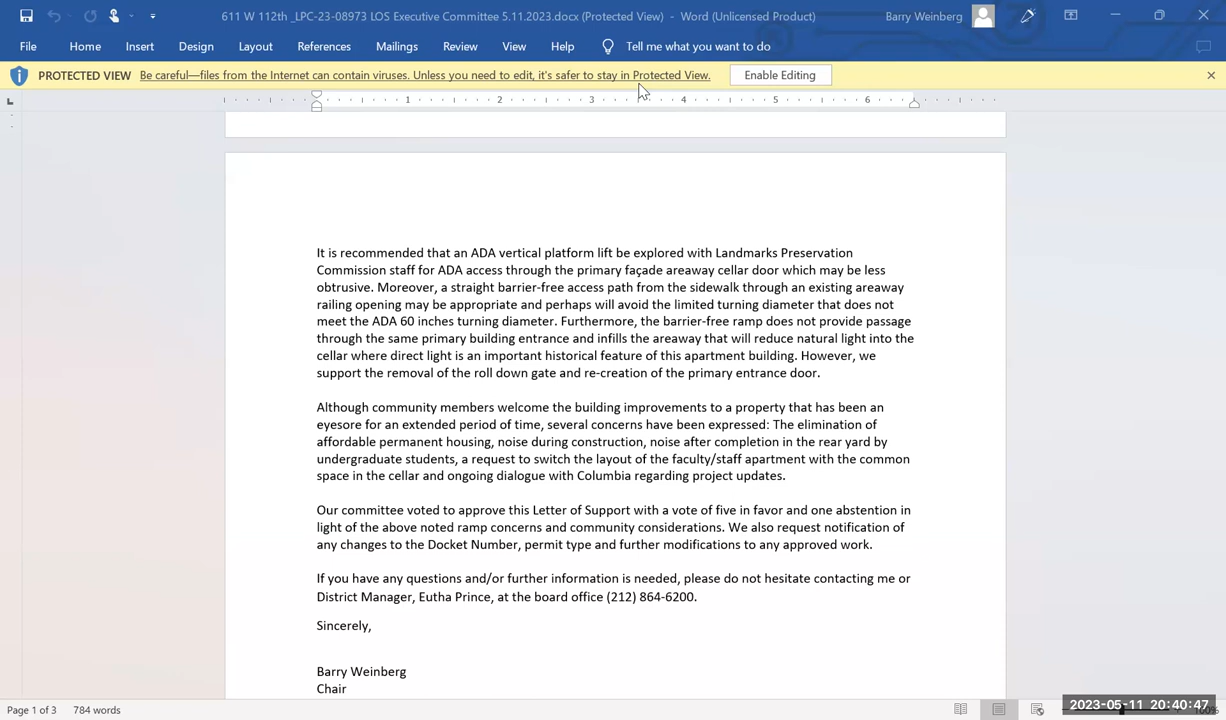 611 W 112th _LPC-23-08973 LOS Executive Committee 5.11.2023.docx (Protected View) - Word (Unlicensed Product)
Barry Weinberg
File Home Insert Design Layout References Mailings Review View Help Tell me what you want to do
PROTECTED VIEW Be careful—files from the Internet can contain viruses. Unless you need to edit, it's safer to stay in Protected View. Enable Editing
1 2 3 4 5 6
It is recommended that an ADA vertical platform lift be explored with Landmarks Preservation
Commission staff for ADA access through the primary façade areaway cellar door which may be less
obtrusive. Moreover, a straight barrier-free access path from the sidewalk through an existing areaway
railing opening may be appropriate and perhaps will avoid the limited turning diameter that does not
meet the ADA 60 inches turning diameter. Furthermore, the barrier-free ramp does not provide passage
through the same primary building entrance and infills the areaway that will reduce natural light into the
cellar where direct light is an important historical feature of this apartment building. However, we
support the removal of the roll down gate and re-creation of the primary entrance door.
Although community members welcome the building improvements to a property that has been an
eyesore for an extended period of time, several concerns have been expressed: The elimination of
affordable permanent housing, noise during construction, noise after completion in the rear yard by
undergraduate students, a request to switch the layout of the faculty/staff apartment with the common
space in the cellar and ongoing dialogue with Columbia regarding project updates.
Our committee voted to approve this Letter of Support with a vote of five in favor and one abstention in
light of the above noted ramp concerns and community considerations. We also request notification of
any changes to the Docket Number, permit type and further modifications to any approved work.
If you have any questions and/or further information is needed, please do not hesitate contacting me or
District Manager, Eutha Prince, at the board office (212) 864-6200.
Sincerely,
Barry Weinberg
Chair
Page 1 of 3 784 words
2023-05-11 20:40:47